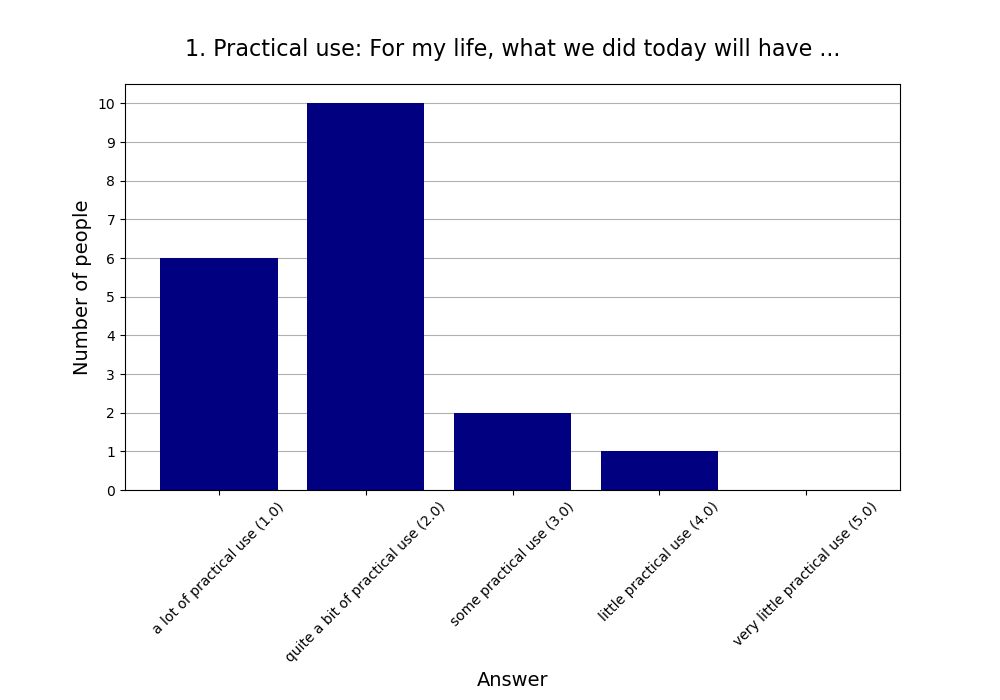 1. Practical use: For my life, what we did today will have ...
Number of people
10
9
8
7
6
5
4
3
2
1
0
a lot of practical use (1.0)
quite a bit of practical use (2.0)
some practical use (3.0)
little practical use (4.0)
very little practical use (5.0)
Answer